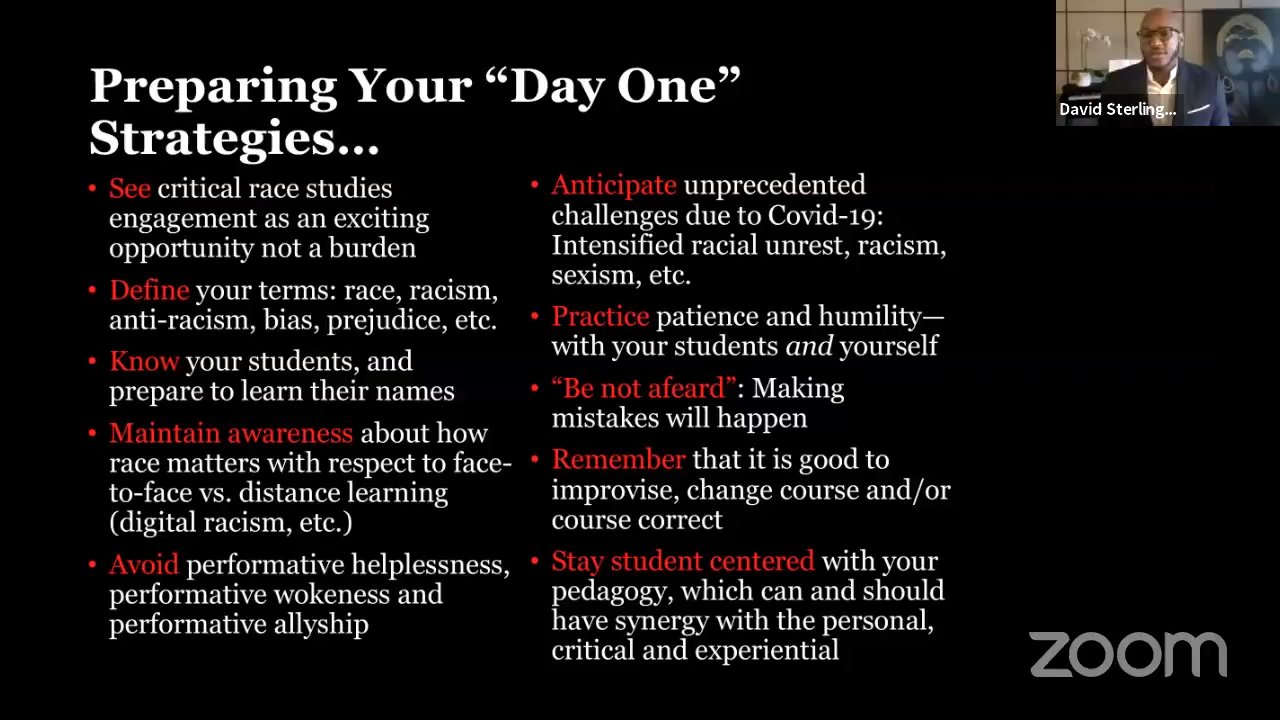 Preparing Your “Day One”
Strategies...
• See critical race studies
engagement as an exciting
opportunity not a burden
• Define your terms: race, racism,
anti-racism, bias, prejudice, etc.
• Know your students, and
prepare to learn their names
• Maintain awareness about how
race matters with respect to face-
to-face vs. distance learning
(digital racism, etc.)
• Avoid performative helplessness,
performative wokeness and
performative allyship
• Anticipate unprecedented
challenges due to Covid-19:
Intensified racial unrest, racism,
sexism, etc.
• Practice patience and humility—
with your students and yourself
• “Be not afeard”: Making
mistakes will happen
• Remember that it is good to
improvise, change course and/or
course correct
• Stay student centered with your
pedagogy, which can and should
have synergy with the personal,
critical and experiential
David Sterling...
zoom